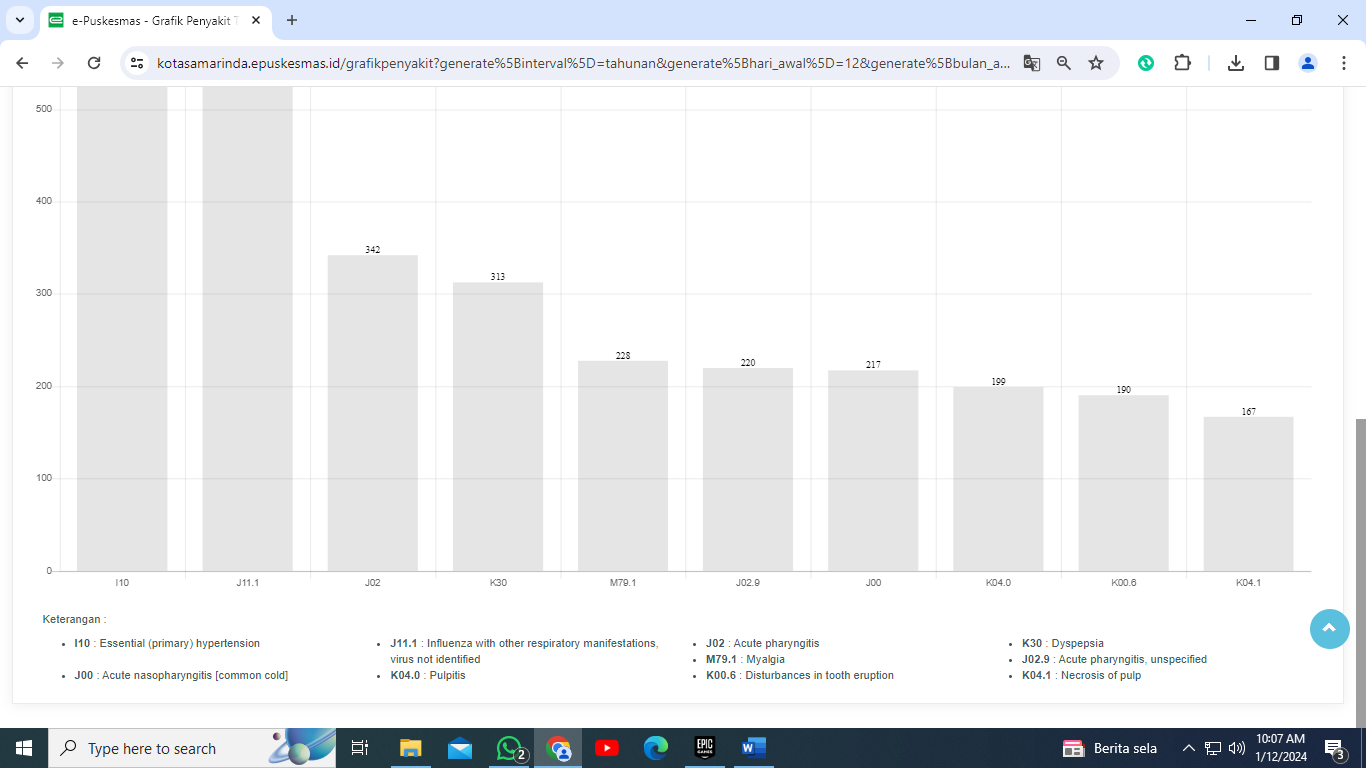 e-Puskesmas - Grafik Penyakit T
kotasamarinda.epuskesmas.id/grafikpenyakit?generate%5Binterval%5D=tahunan&generate%5Bhari_awal%5D=12&generate%5Bbulan_a...
500
400
300
200
100
0
342
313
228
220
217
199
190
167
I10 J11.1 J02 K30 M79.1 J02.9 J00 K04.0 K00.6 K04.1
Keterangan :
I10 : Essential (primary) hypertension
J11.1 : Influenza with other respiratory manifestations,
virus not identified
J02 : Acute pharyngitis
K30 : Dyspepsia
M79.1 : Myalgia
J02.9 : Acute pharyngitis, unspecified
J00 : Acute nasopharyngitis [common cold]
K04.0 : Pulpitis
K00.6 : Disturbances in tooth eruption
K04.1 : Necrosis of pulp
Type here to search
2
EPIC
GAMES
W
Berita sela
10:07 AM
1/12/2024
3